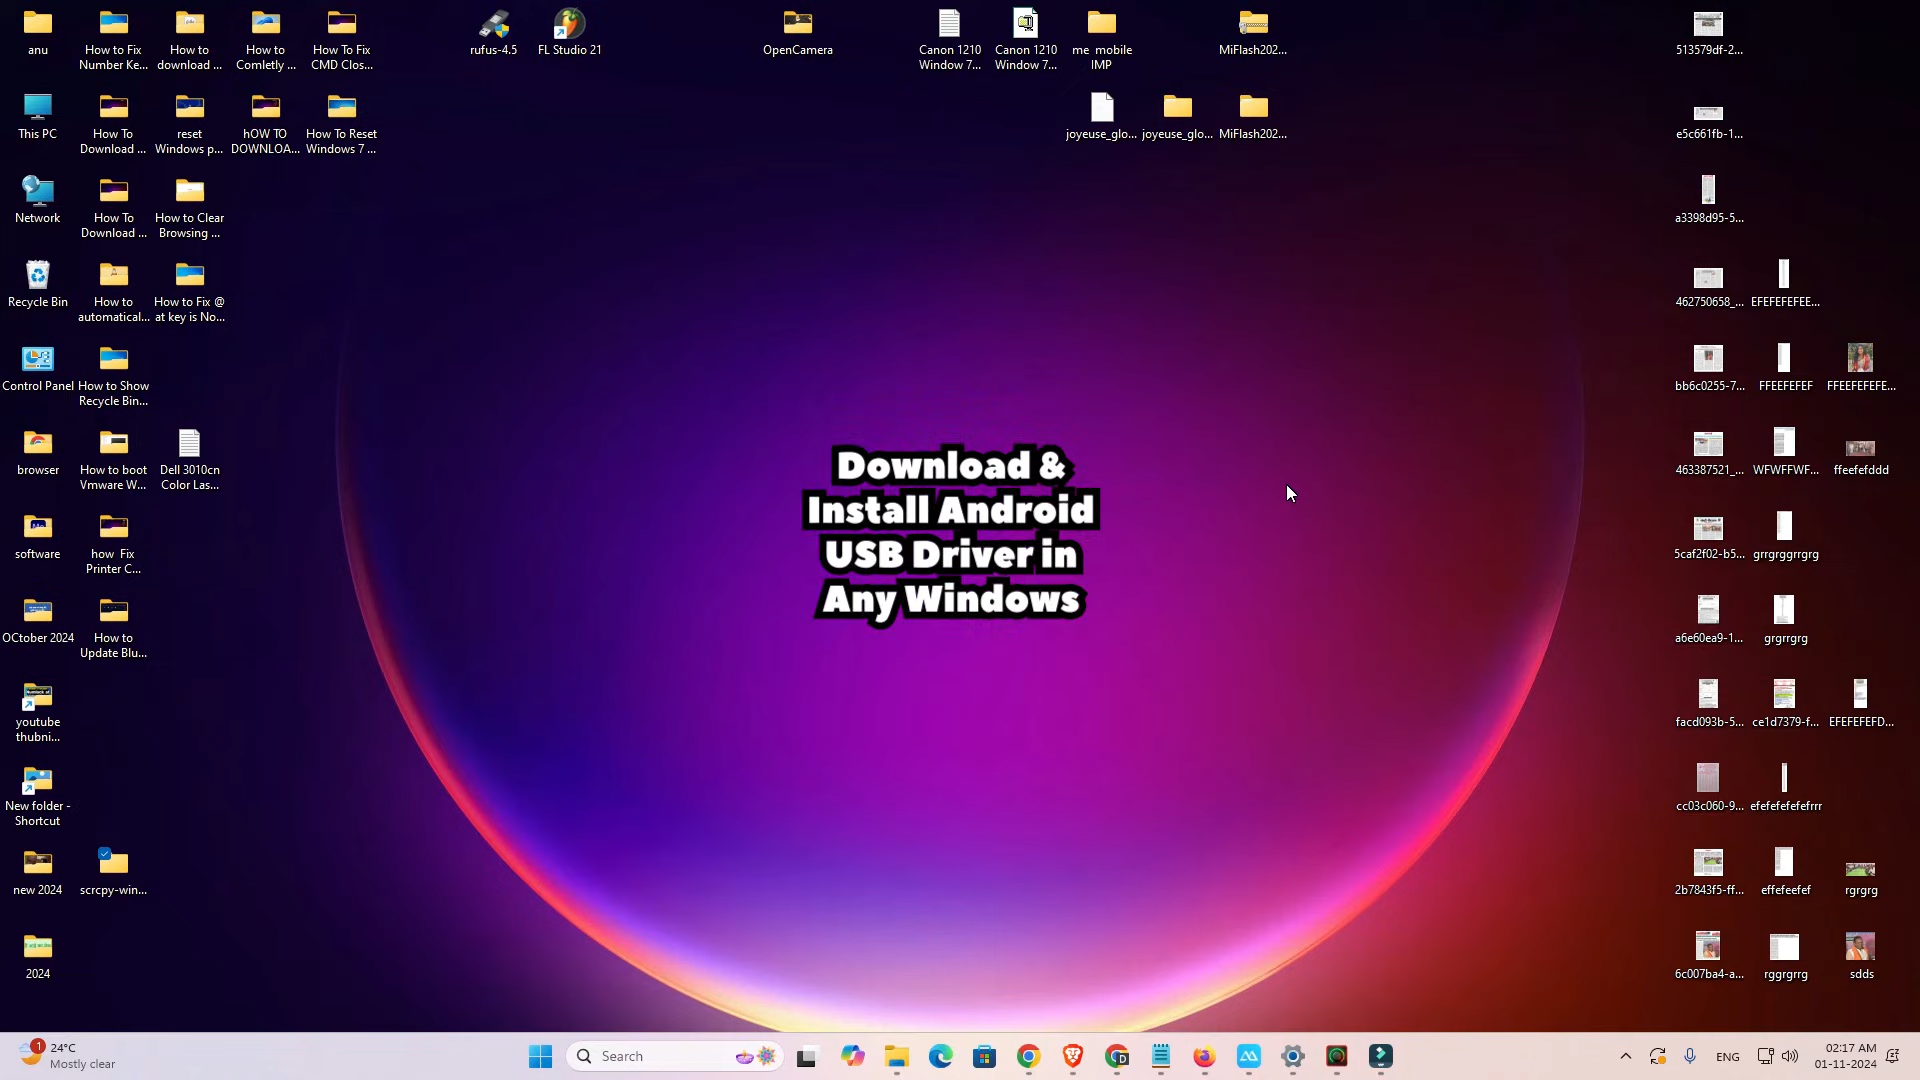 anu
How to Fix
Number Ke...
How to
download ...
How to
Comletly ...
How To Fix
CMD Clos...
rufus-4.5
FL Studio 21
OpenCamera
Canon 1210
Window 7...
Canon 1210
Window 7...
me mobile
IMP
MiFlash202...
513579df-2...
This PC
How To
Download ...
reset
Windows p...
hOW TO
DOWNLOA...
How To Reset
Windows 7 ...
joyeuse_glo...
joyeuse_glo...
MiFlash202...
e5c661fb-1...
Network
How To
Download ...
How to Clear
Browsing ...
a3398d95-5...
Recycle Bin
How to
automatical...
How to Fix @
at key is No...
462750658_...
EFEFEFEFEE...
Control Panel
How to Show
Recycle Bin...
bb6c0255-7...
FFEEFEFEF
FFEEFEFEFE...
browser
How to boot
Vmware W...
Dell 3010cn
Color Las...
463387521_...
WFWFFWF...
ffeefefddd
Download &
Install Android
USB Driver in
Any Windows
software
how Fix
Printer C...
5caf2f02-b5...
grrgrggrrgrg
OCtober 2024
How to
Update Blu...
a6e60ea9-1...
grgrrgrg
youtube
thubni...
facd093b-5...
ce1d7379-f...
EFEFEFEFD...
New folder -
Shortcut
cc03c060-9...
efefefefefefrrr
new 2024
scrcpy-win...
2b7843f5-ff...
effefeefef
rgrgrg
2024
6c007ba4-a...
rggrgrrg
sdds
1
24°C
Mostly clear
Search
ENG
02:17 AM
01-11-2024